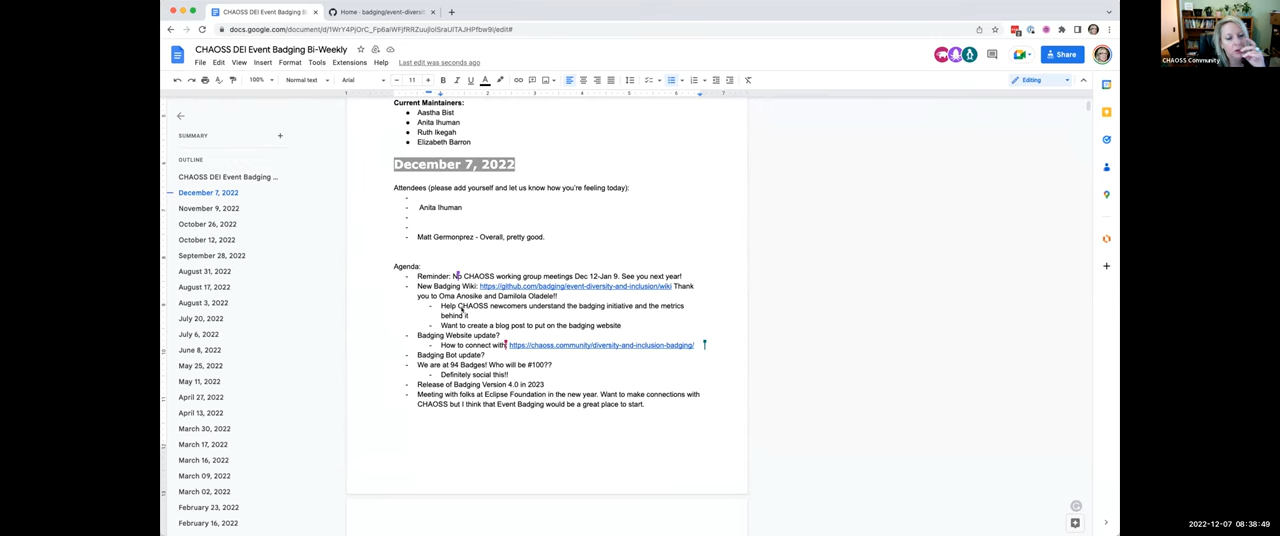 CHAOSS DEI Event Badging Bi-Weekly
Home · badging/event-diversit
docs.google.com/document/d/
CHAOSS DEI Event Badging Bi-Weekly
File Edit View Insert Format Tools Extensions Help Last edit was seconds ago
Share
100% Normal text Arial 11 Editing
SUMMARY
OUTLINE
CHAOSS DEI Event Badging ...
December 7, 2022
November 9, 2022
October 26, 2022
October 12, 2022
September 28, 2022
August 31, 2022
August 17, 2022
August 3, 2022
July 20, 2022
July 6, 2022
June 8, 2022
May 25, 2022
May 11, 2022
April 27, 2022
April 13, 2022
March 30, 2022
March 17, 2022
March 16, 2022
March 09, 2022
March 02, 2022
February 23, 2022
February 16, 2022
1 2 3 4 5 6 7
Current Maintainers:
● Aastha Bist
● Anita Ihuman
● Ruth Ikegah
● Elizabeth Barron
December 7, 2022
Attendees (please add yourself and let us know how you're feeling today):
-
- Anita Ihuman
-
-
- Matt Germonprez - Overall, pretty good.
Agenda:
- Reminder: No CHAOSS working group meetings Dec 12-Jan 9. See you next year!
- New Badging Wiki: https://github.com/badging/event-diversity-and-inclusion/wiki Thank
you to Oma Anosike and Damilola Oladele!!
- Help CHAOSS newcomers understand the badging initiative and the metrics
behind it
- Want to create a blog post to put on the badging website
- Badging Website update?
- How to connect with https://chaoss.community/diversity-and-inclusion-badging/
- Badging Bot update?
- We are at 94 Badges! Who will be #100??
- Definitely social this!!
- Release of Badging Version 4.0 in 2023
- Meeting with folks at Eclipse Foundation in the new year. Want to make connections with
CHAOSS but I think that Event Badging would be a great place to start.
CHAOSS Community
2022-12-07 08:38:49